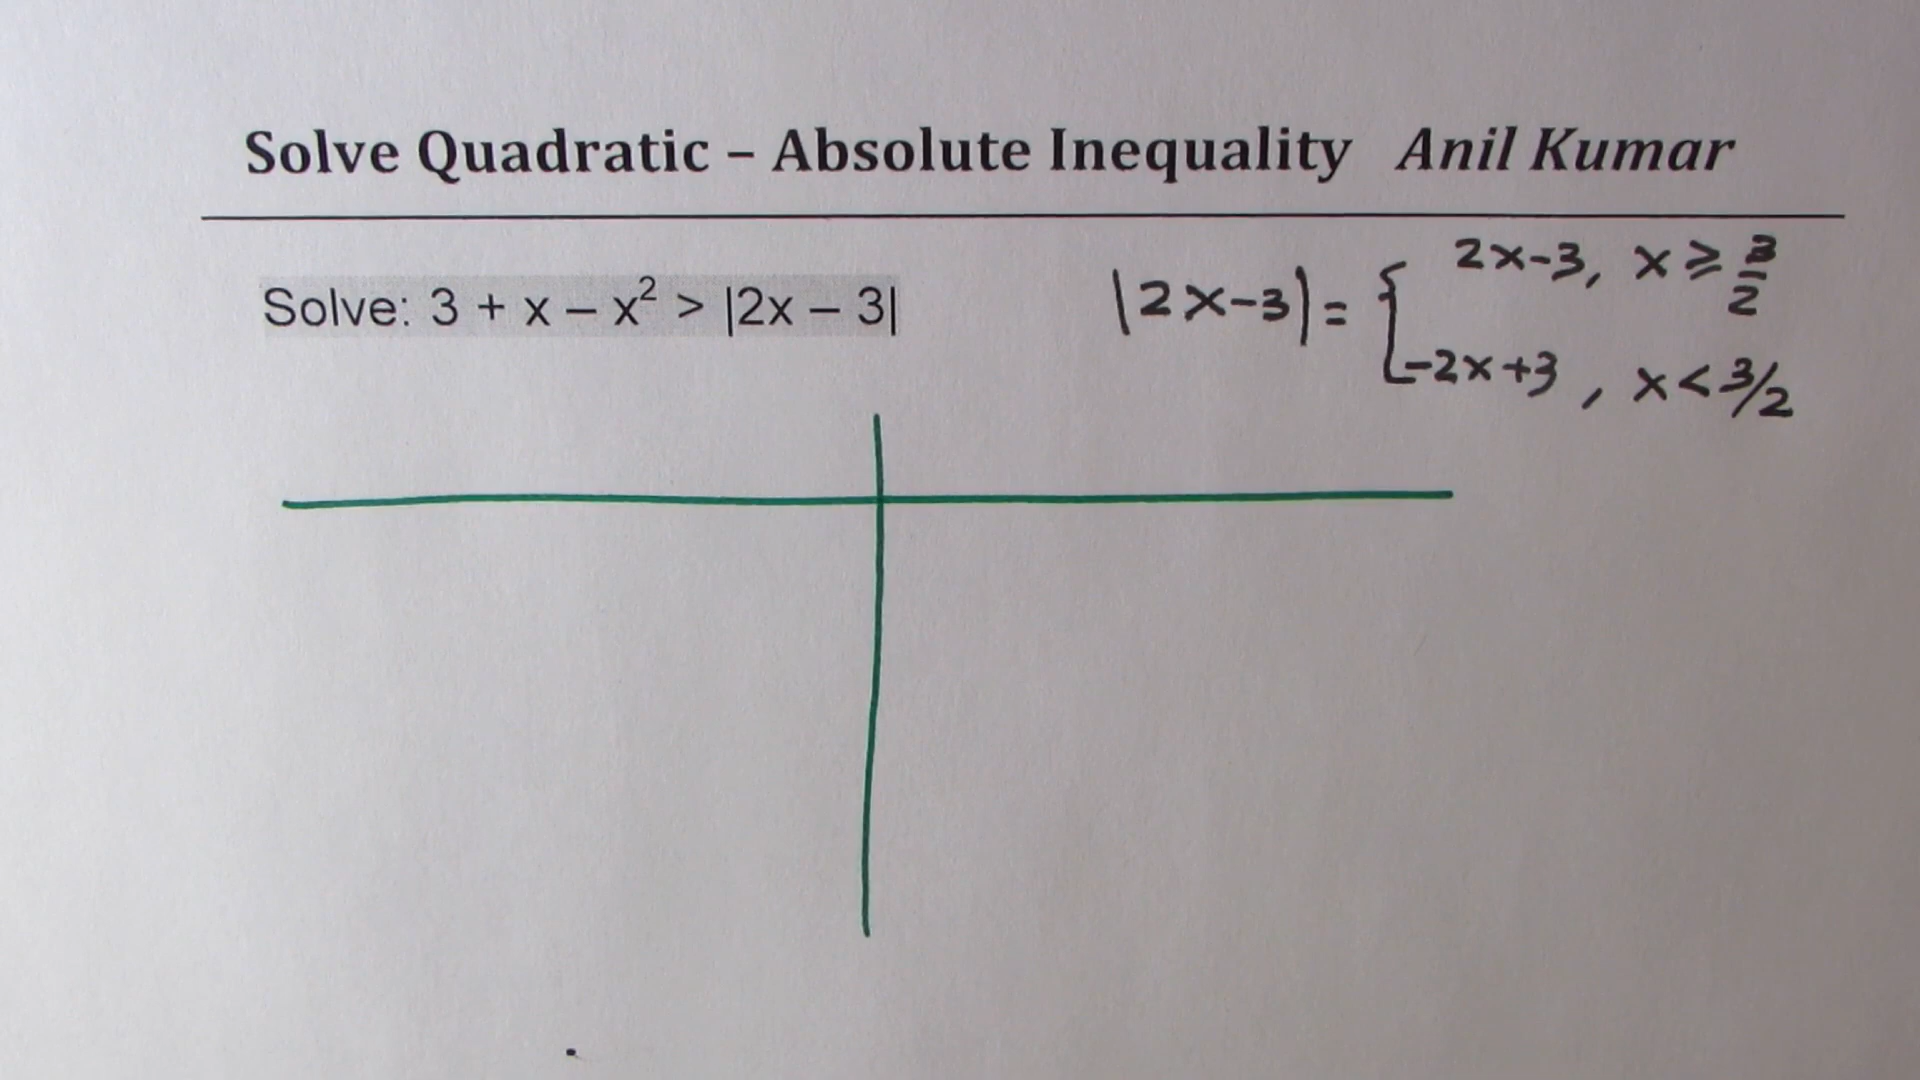 Solve Quadratic – Absolute Inequality Anil Kumar
Solve: 3 + x – x² > |2x – 3|
|2x-3| = { 2x-3, x ≥ 3/2
-2x+3 , x < 3/2